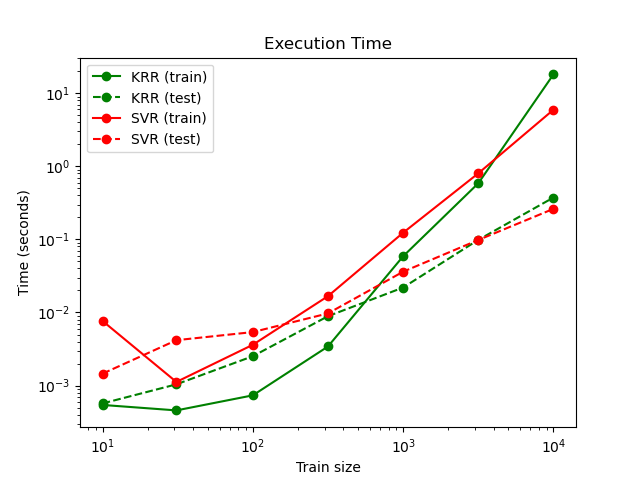 Execution Time
KRR (train)
KRR (test)
SVR (train)
SVR (test)
Time (seconds)
10¹
10⁰
10⁻¹
10⁻²
10⁻³
10¹ 10² 10³ 10⁴
Train size